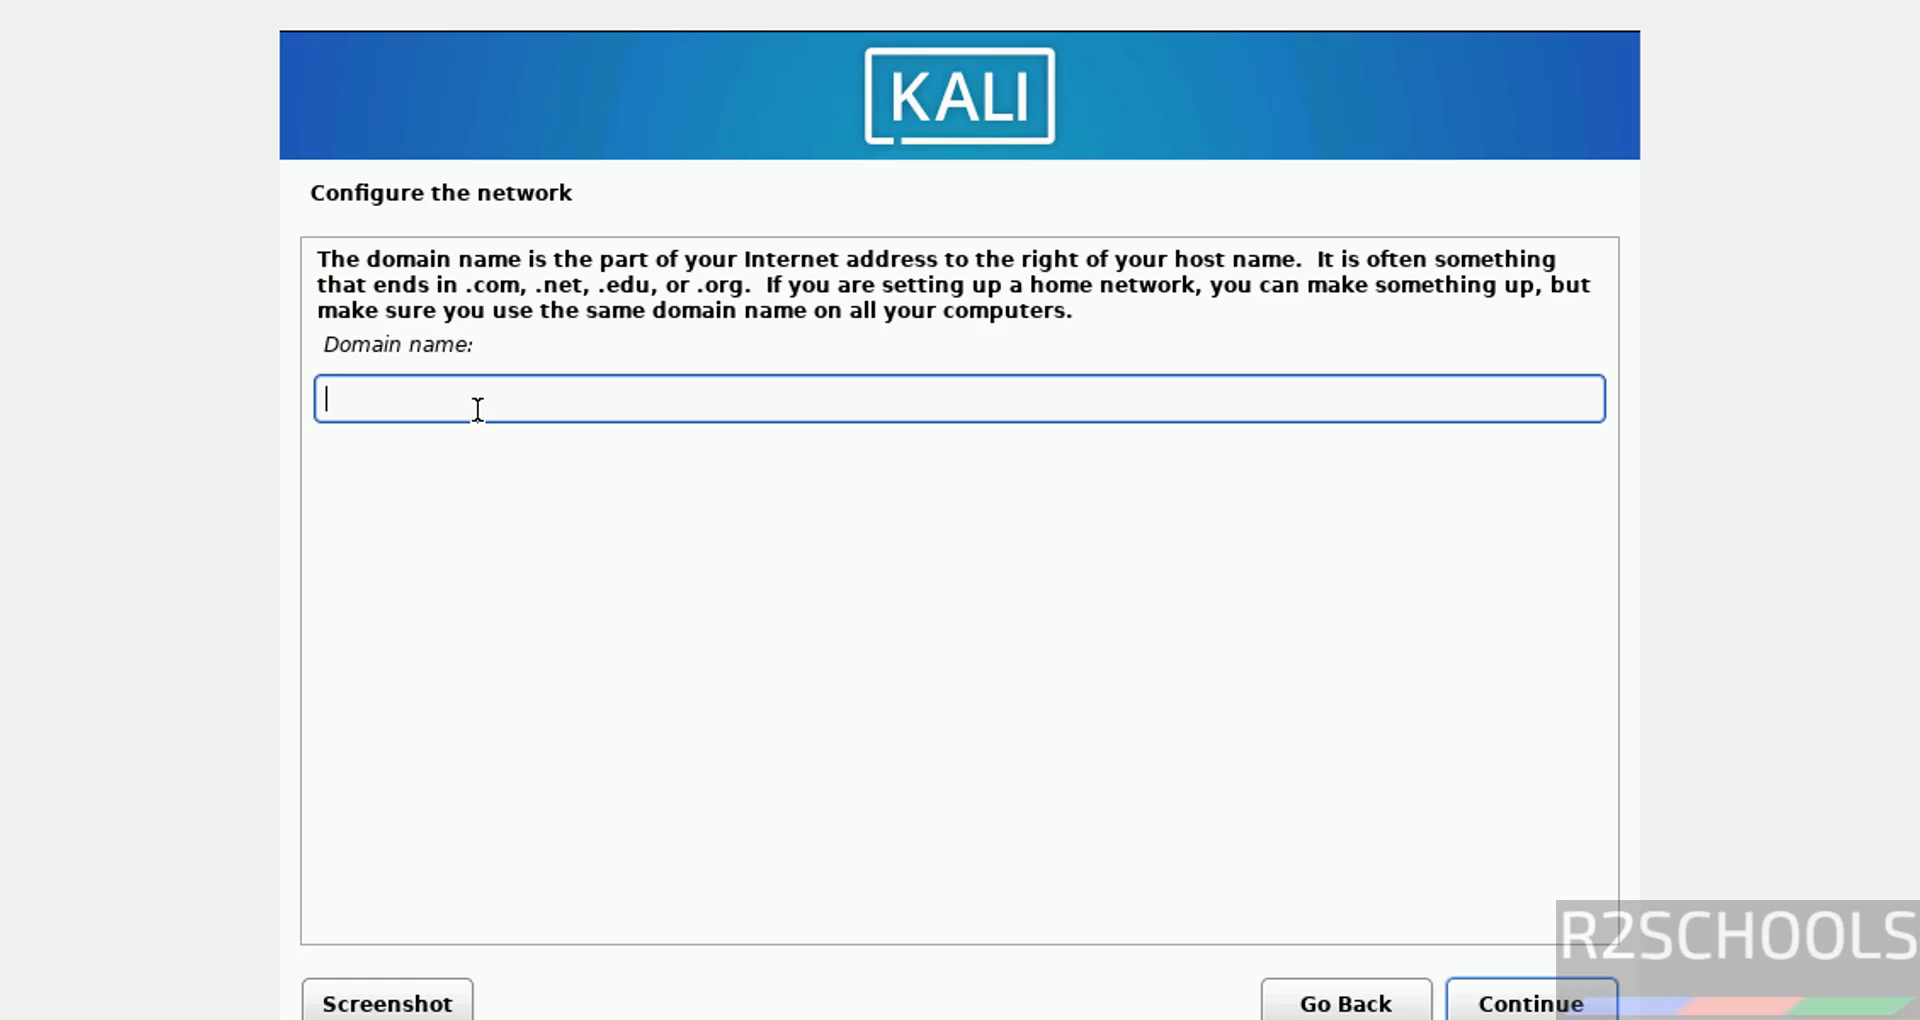 KALI
Configure the network
The domain name is the part of your Internet address to the right of your host name.  It is often something
that ends in .com, .net, .edu, or .org.  If you are setting up a home network, you can make something up, but
make sure you use the same domain name on all your computers.
Domain name:
R2SCHOOLS
Screenshot
Go Back
Continue